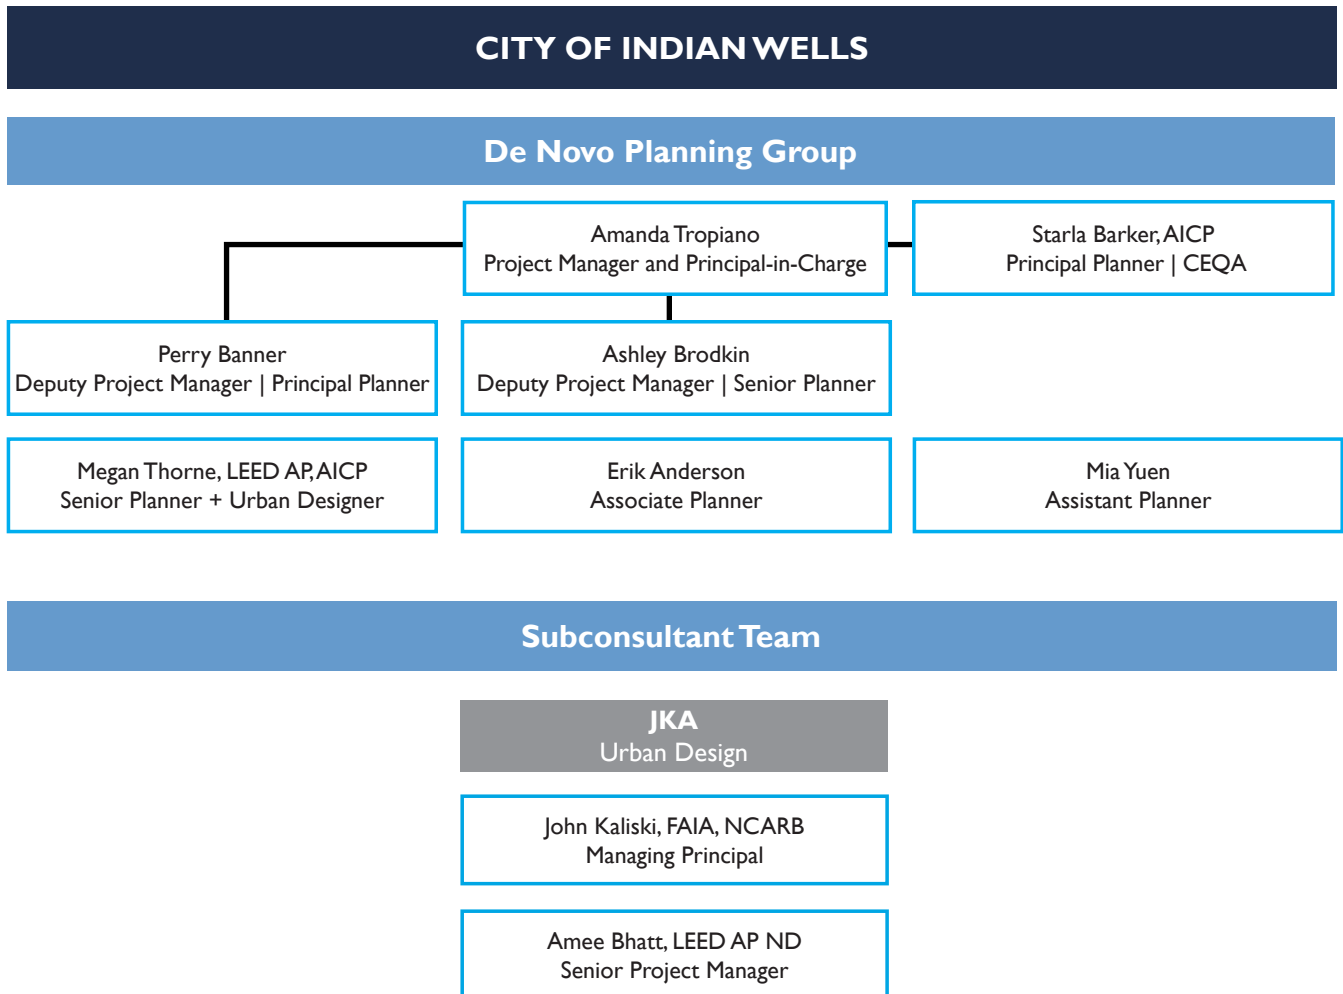 CITY OF INDIAN WELLS
De Novo Planning Group
Amanda Tropiano
Project Manager and Principal-in-Charge
Starla Barker, AICP
Principal Planner | CEQA
Perry Banner
Deputy Project Manager | Principal Planner
Ashley Brodkin
Deputy Project Manager | Senior Planner
Megan Thorne, LEED AP, AICP
Senior Planner + Urban Designer
Erik Anderson
Associate Planner
Mia Yuen
Assistant Planner
Subconsultant Team
JKA
Urban Design
John Kaliski, FAIA, NCARB
Managing Principal
Amee Bhatt, LEED AP ND
Senior Project Manager